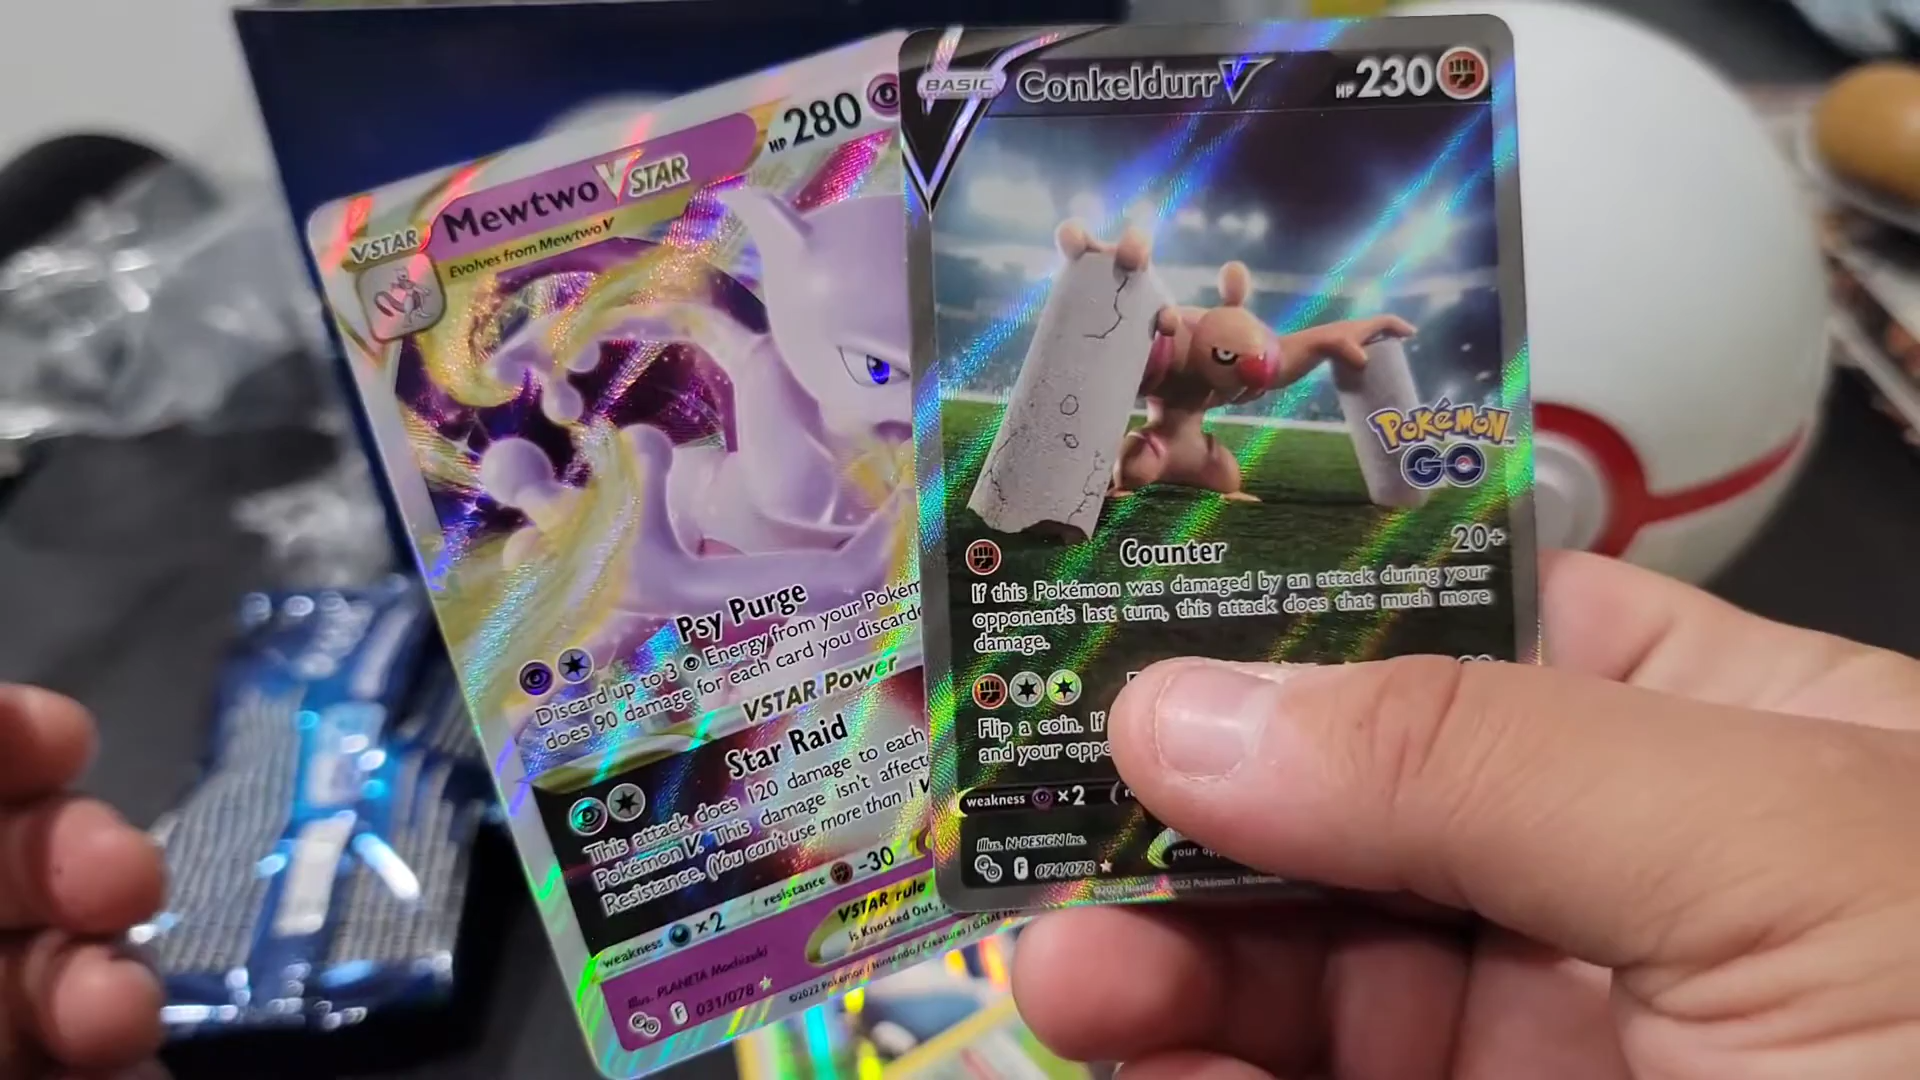 Mewtwo VSTAR
HP 280
VSTAR
Evolves from Mewtwo V
Psy Purge
Discard up to 3 Energy from your Pokém
does 90 damage for each card you discard
VSTAR Power
Star Raid
This attack does 120 damage to each
Pokémon V. This damage isn't affect
Resistance. (You can't use more than 1 V
weakness ×2
resistance -30
VSTAR rule
is Knocked Out,
Illus. PLANETA Mochizuki
F 031/078
©2022 Pokémon / Nintendo / Creatures / GAME
BASIC
Conkeldurr V
HP 230
POKÉMON
GO
Counter 20+
If this Pokémon was damaged by an attack during your
opponent's last turn, this attack does that much more
damage.
Flip a coin. If
and your oppo
weakness ×2
Illus. N-DESIGN Inc.
your op
F 074/078
©2022 Niantic, ©2022 Pokémon / Ninten